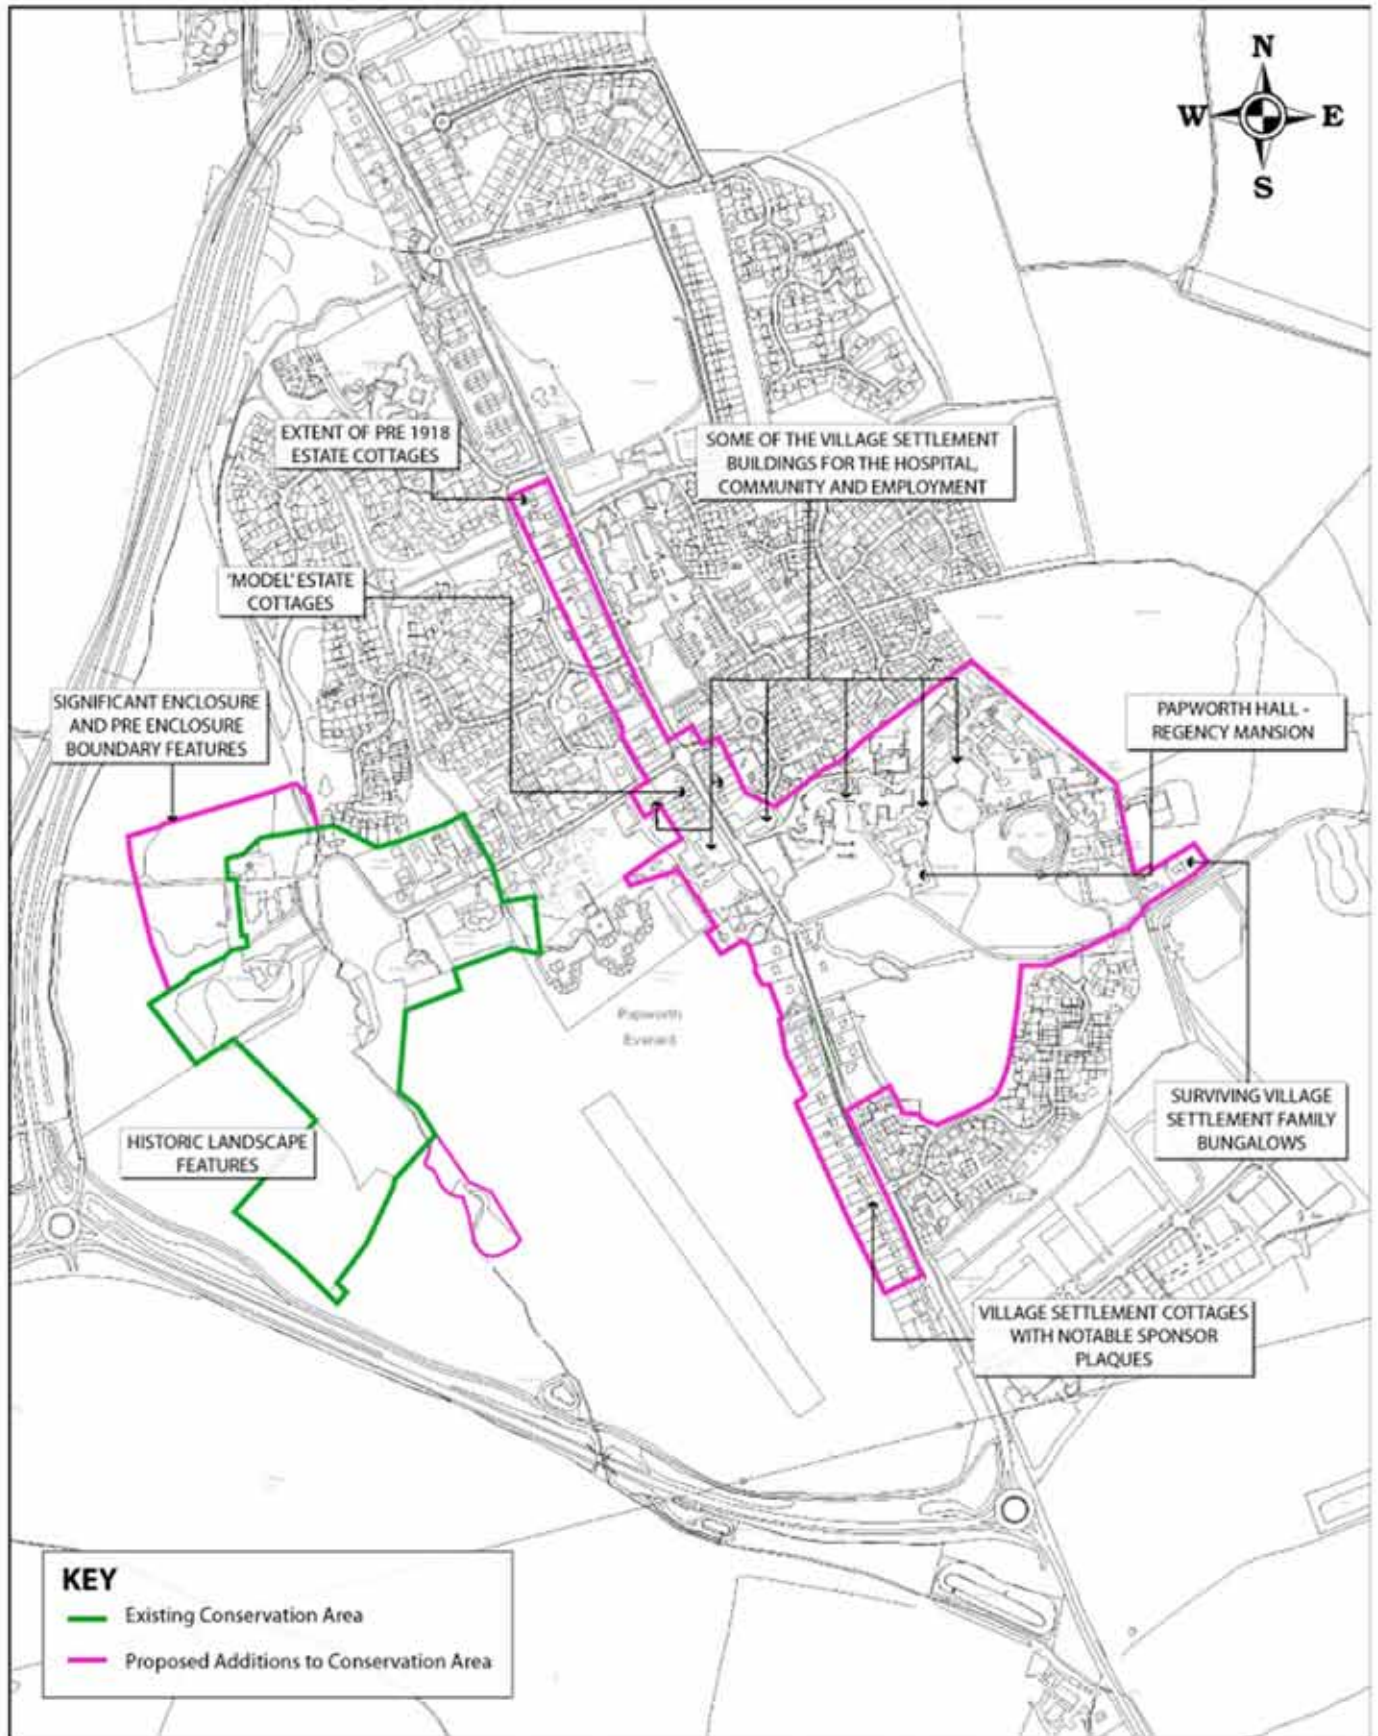 N
W E
S
EXTENT OF PRE 1918
ESTATE COTTAGES
SOME OF THE VILLAGE SETTLEMENT
BUILDINGS FOR THE HOSPITAL,
COMMUNITY AND EMPLOYMENT
'MODEL' ESTATE
COTTAGES
SIGNIFICANT ENCLOSURE
AND PRE ENCLOSURE
BOUNDARY FEATURES
PAPWORTH HALL -
REGENCY MANSION
Papworth
Everard
HISTORIC LANDSCAPE
FEATURES
SURVIVING VILLAGE
SETTLEMENT FAMILY
BUNGALOWS
VILLAGE SETTLEMENT COTTAGES
WITH NOTABLE SPONSOR
PLAQUES
KEY
Existing Conservation Area
Proposed Additions to Conservation Area